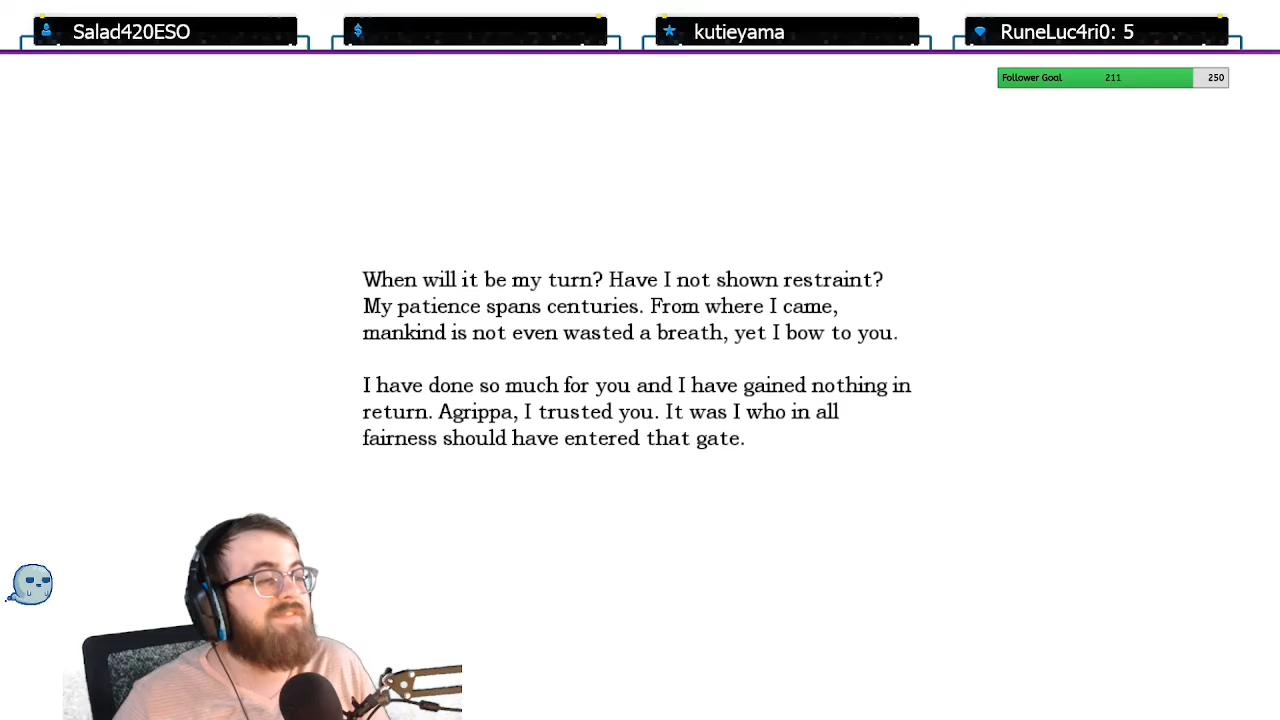 Salad420ESO
kutieyama
RuneLuc4ri0: 5
Follower Goal 211 250
When will it be my turn? Have I not shown restraint?
My patience spans centuries. From where I came,
mankind is not even wasted a breath, yet I bow to you.
I have done so much for you and I have gained nothing in
return. Agrippa, I trusted you. It was I who in all
fairness should have entered that gate.